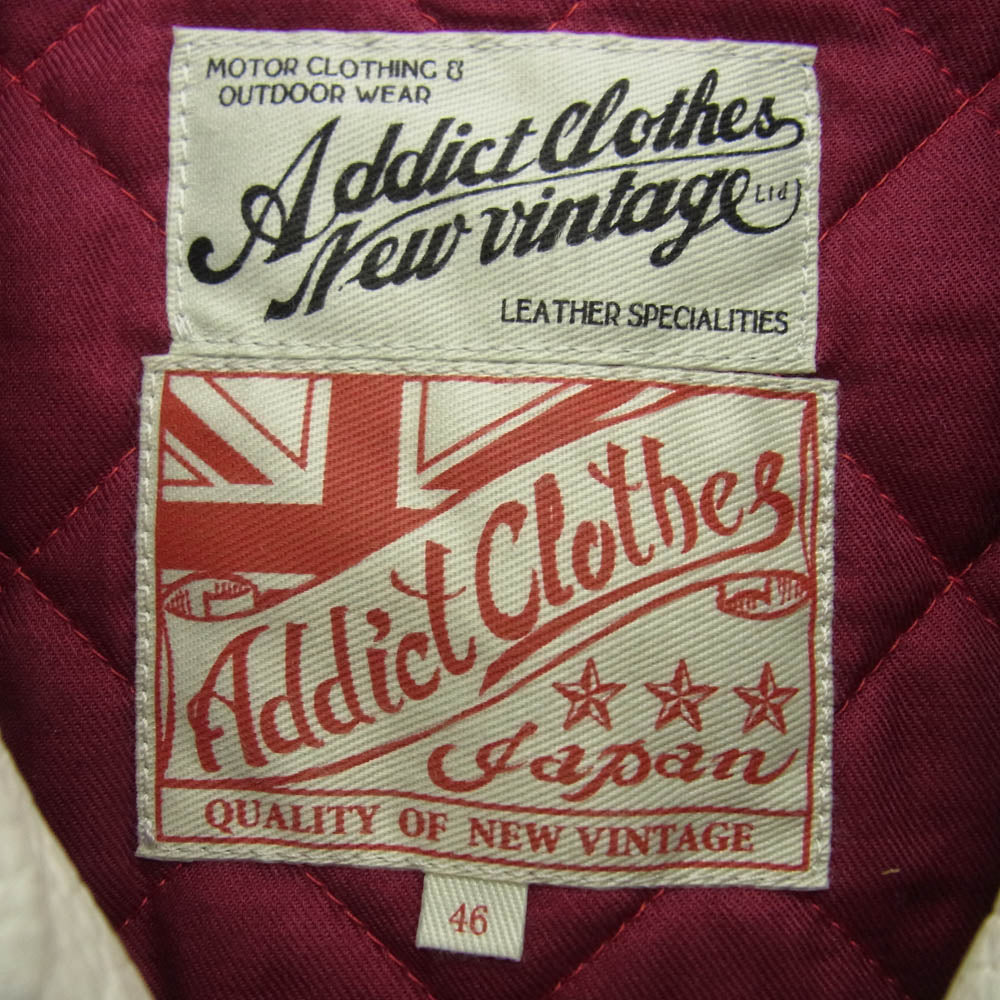 MOTOR CLOTHING &
OUTDOOR WEAR
Addict Clothes
New vintage Ltd
LEATHER SPECIALITIES
Addict Clothes
Japan
QUALITY OF NEW VINTAGE
46